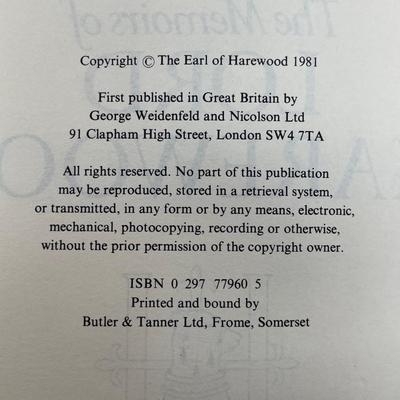 Copyright © The Earl of Harewood 1981
First published in Great Britain by
George Weidenfeld and Nicolson Ltd
91 Clapham High Street, London SW4 7TA
All rights reserved. No part of this publication
may be reproduced, stored in a retrieval system,
or transmitted, in any form or by any means, electronic,
mechanical, photocopying, recording or otherwise,
without the prior permission of the copyright owner.
ISBN 0 297 77960 5
Printed and bound by
Butler & Tanner Ltd, Frome, Somerset